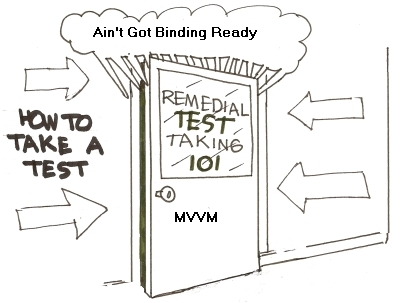 Ain't Got Binding Ready
HOW TO
TAKE A
TEST
REMEDIAL
TEST
TAKING
101
MVVM